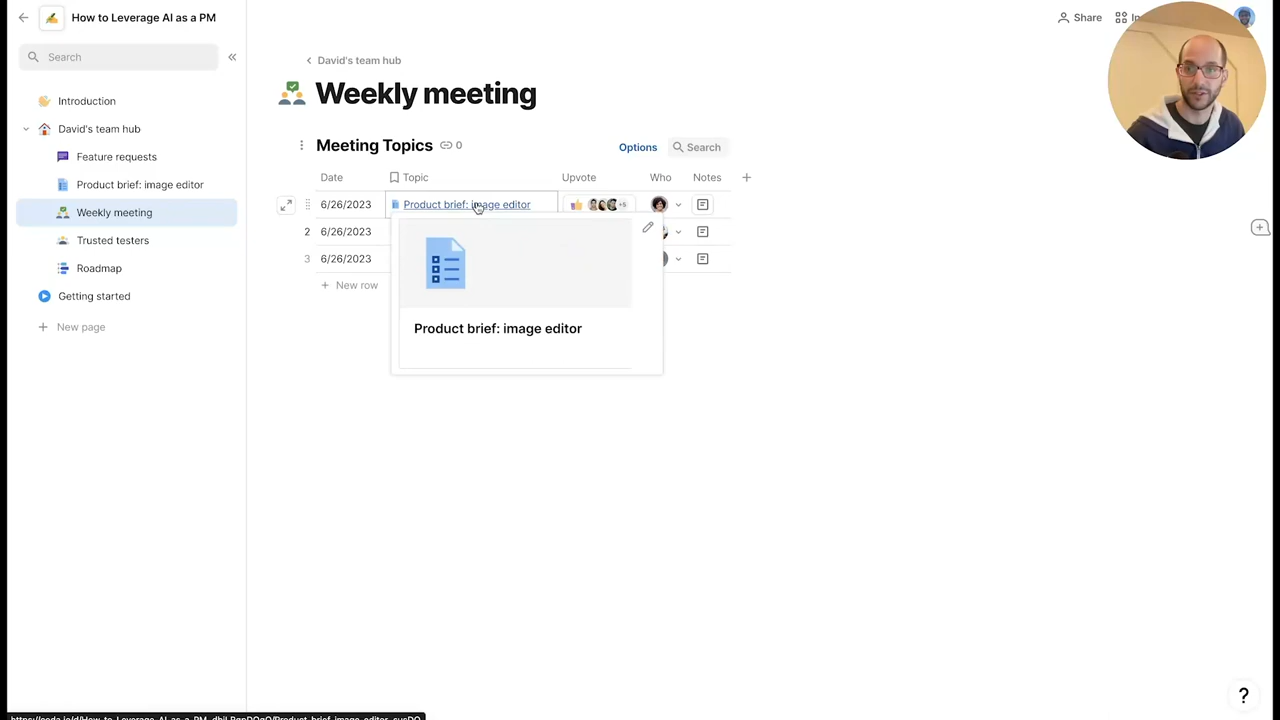 How to Leverage AI as a PM
Share
Search
David's team hub
Weekly meeting
Introduction
David's team hub
Feature requests
Product brief: image editor
Weekly meeting
Trusted testers
Roadmap
Getting started
New page
Meeting Topics 0
Options
Search
Date Topic Upvote Who Notes
6/26/2023 Product brief: image editor +5
2 6/26/2023
3 6/26/2023
New row
Product brief: image editor
?